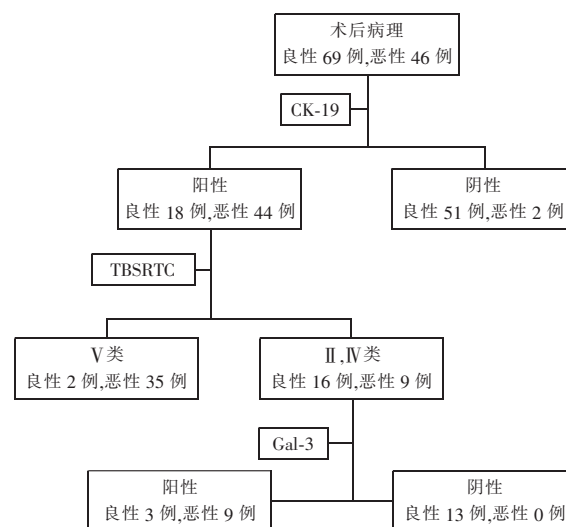 术后病理
良性 69 例,恶性 46 例
CK-19
阳性
良性 18 例,恶性 44 例
阴性
良性 51 例,恶性 2 例
TBSRTC
Ⅴ类
良性 2 例,恶性 35 例
Ⅱ,Ⅳ类
良性 16 例,恶性 9 例
Gal-3
阳性
良性 3 例,恶性 9 例
阴性
良性 13 例,恶性 0 例